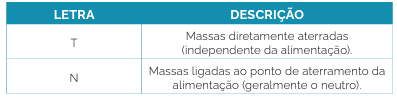 LETRA DESCRIÇÃO
T
Massas diretamente aterradas
(independente da alimentação).
N
Massas ligadas ao ponto de aterramento da
alimentação (geralmente o neutro).